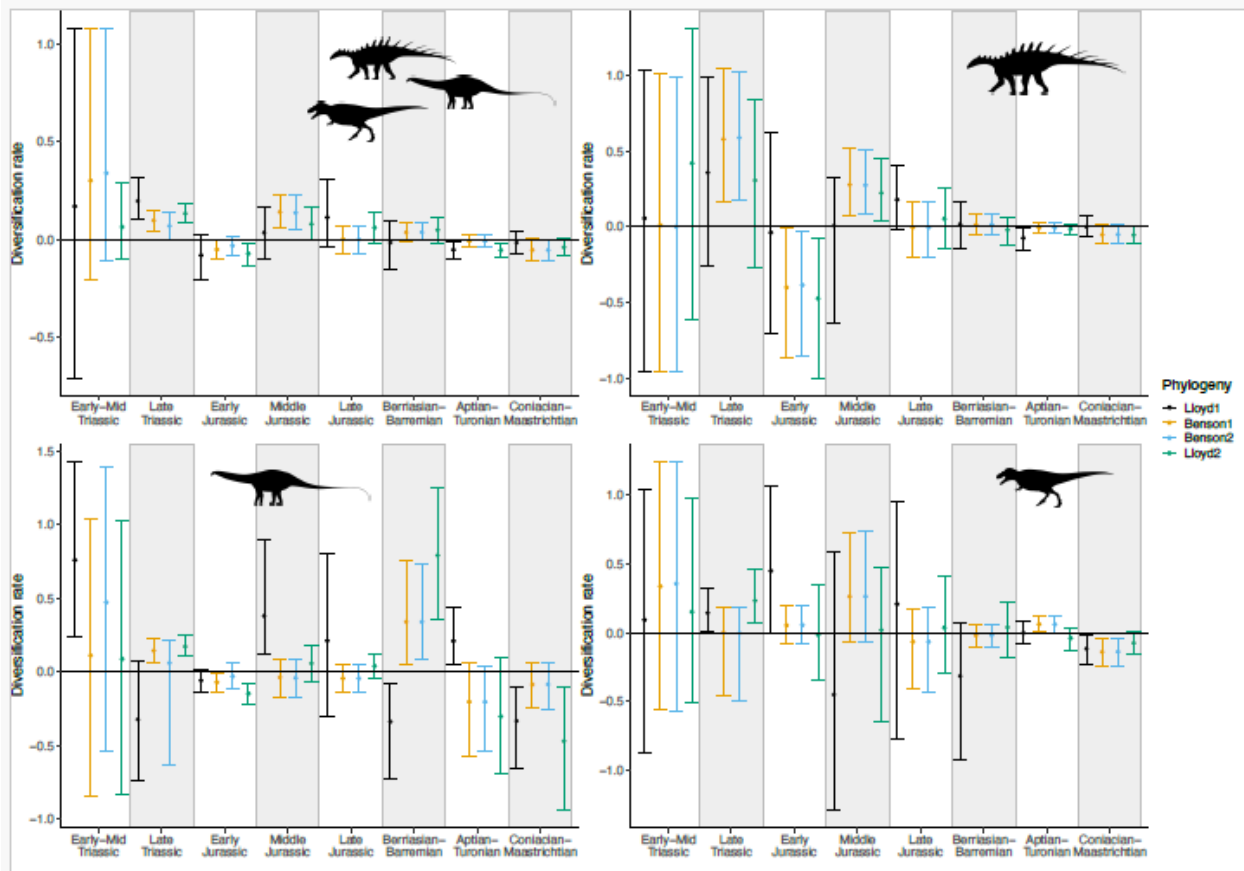 1.0
0.5
0.0
−0.5
Diversification rate
Early−Mid Triassic
Late Triassic
Early Jurassic
Middle Jurassic
Late Jurassic
Berriasian− Barremian
Aptian− Turonian
Coniacian− Maastrichtian
1.0
0.5
0.0
−0.5
−1.0
Diversification rate
Early−Mid Triassic
Late Triassic
Early Jurassic
Middle Jurassic
Late Jurassic
Berriasian− Barremian
Aptian− Turonian
Coniacian− Maastrichtian
Phylogeny
Lloyd1
Benson1
Benson2
Lloyd2
1.5
1.0
0.5
0.0
−0.5
−1.0
Diversification rate
Early−Mid Triassic
Late Triassic
Early Jurassic
Middle Jurassic
Late Jurassic
Berriasian− Barremian
Aptian− Turonian
Coniacian− Maastrichtian
1.0
0.5
0.0
−0.5
−1.0
Diversification rate
Early−Mid Triassic
Late Triassic
Early Jurassic
Middle Jurassic
Late Jurassic
Berriasian− Barremian
Aptian− Turonian
Coniacian− Maastrichtian